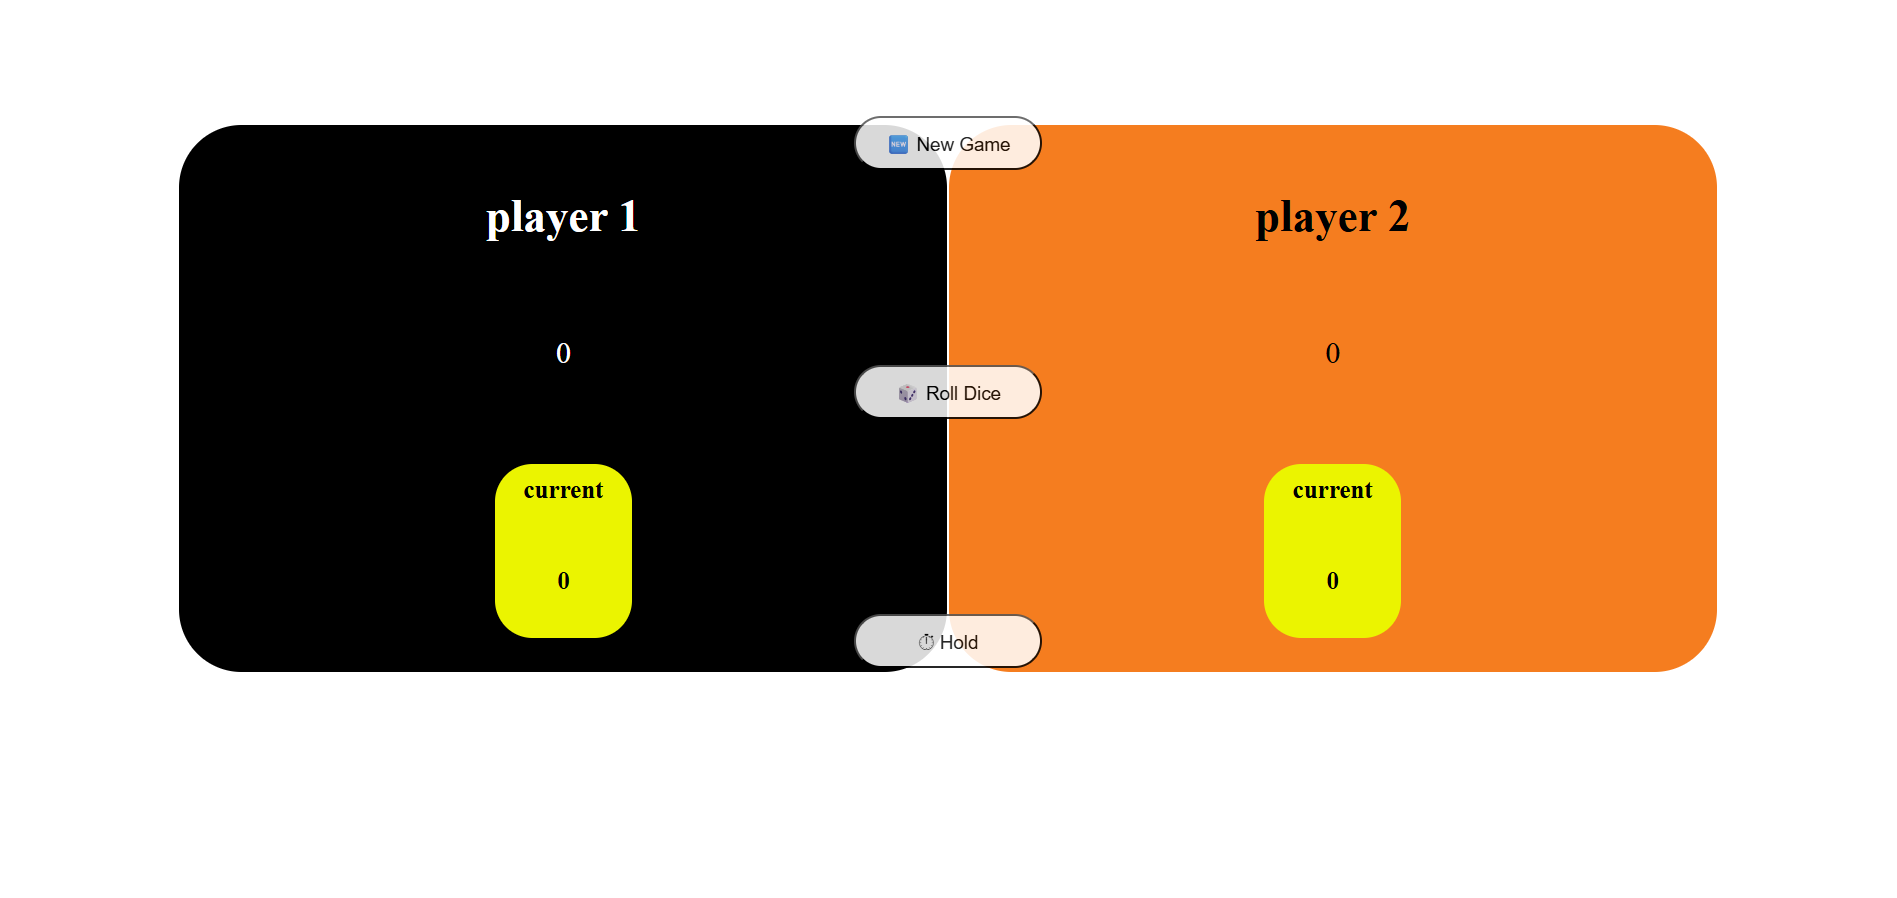 🆕 New Game
player 1
player 2
0
0
🎲 Roll Dice
current
current
0
0
⏱ Hold